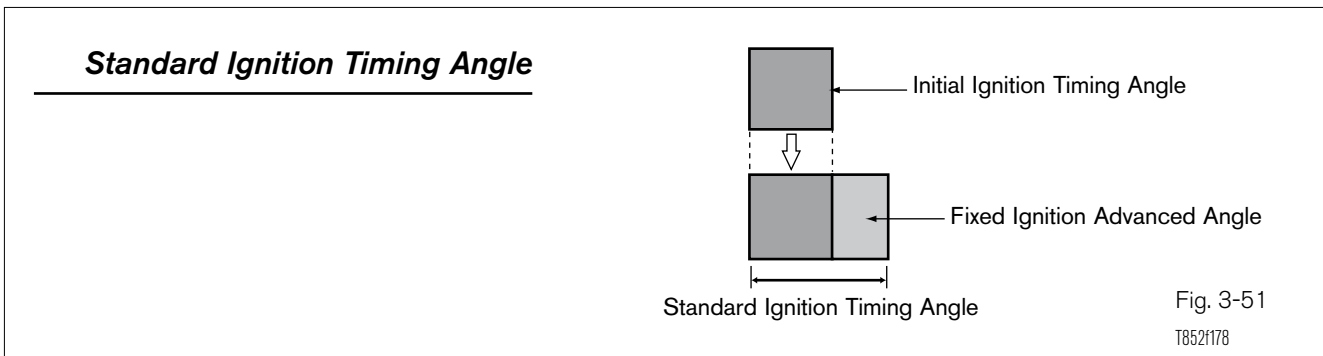 Standard Ignition Timing Angle
Initial Ignition Timing Angle
Fixed Ignition Advanced Angle
Standard Ignition Timing Angle
Fig. 3-51
T852f178